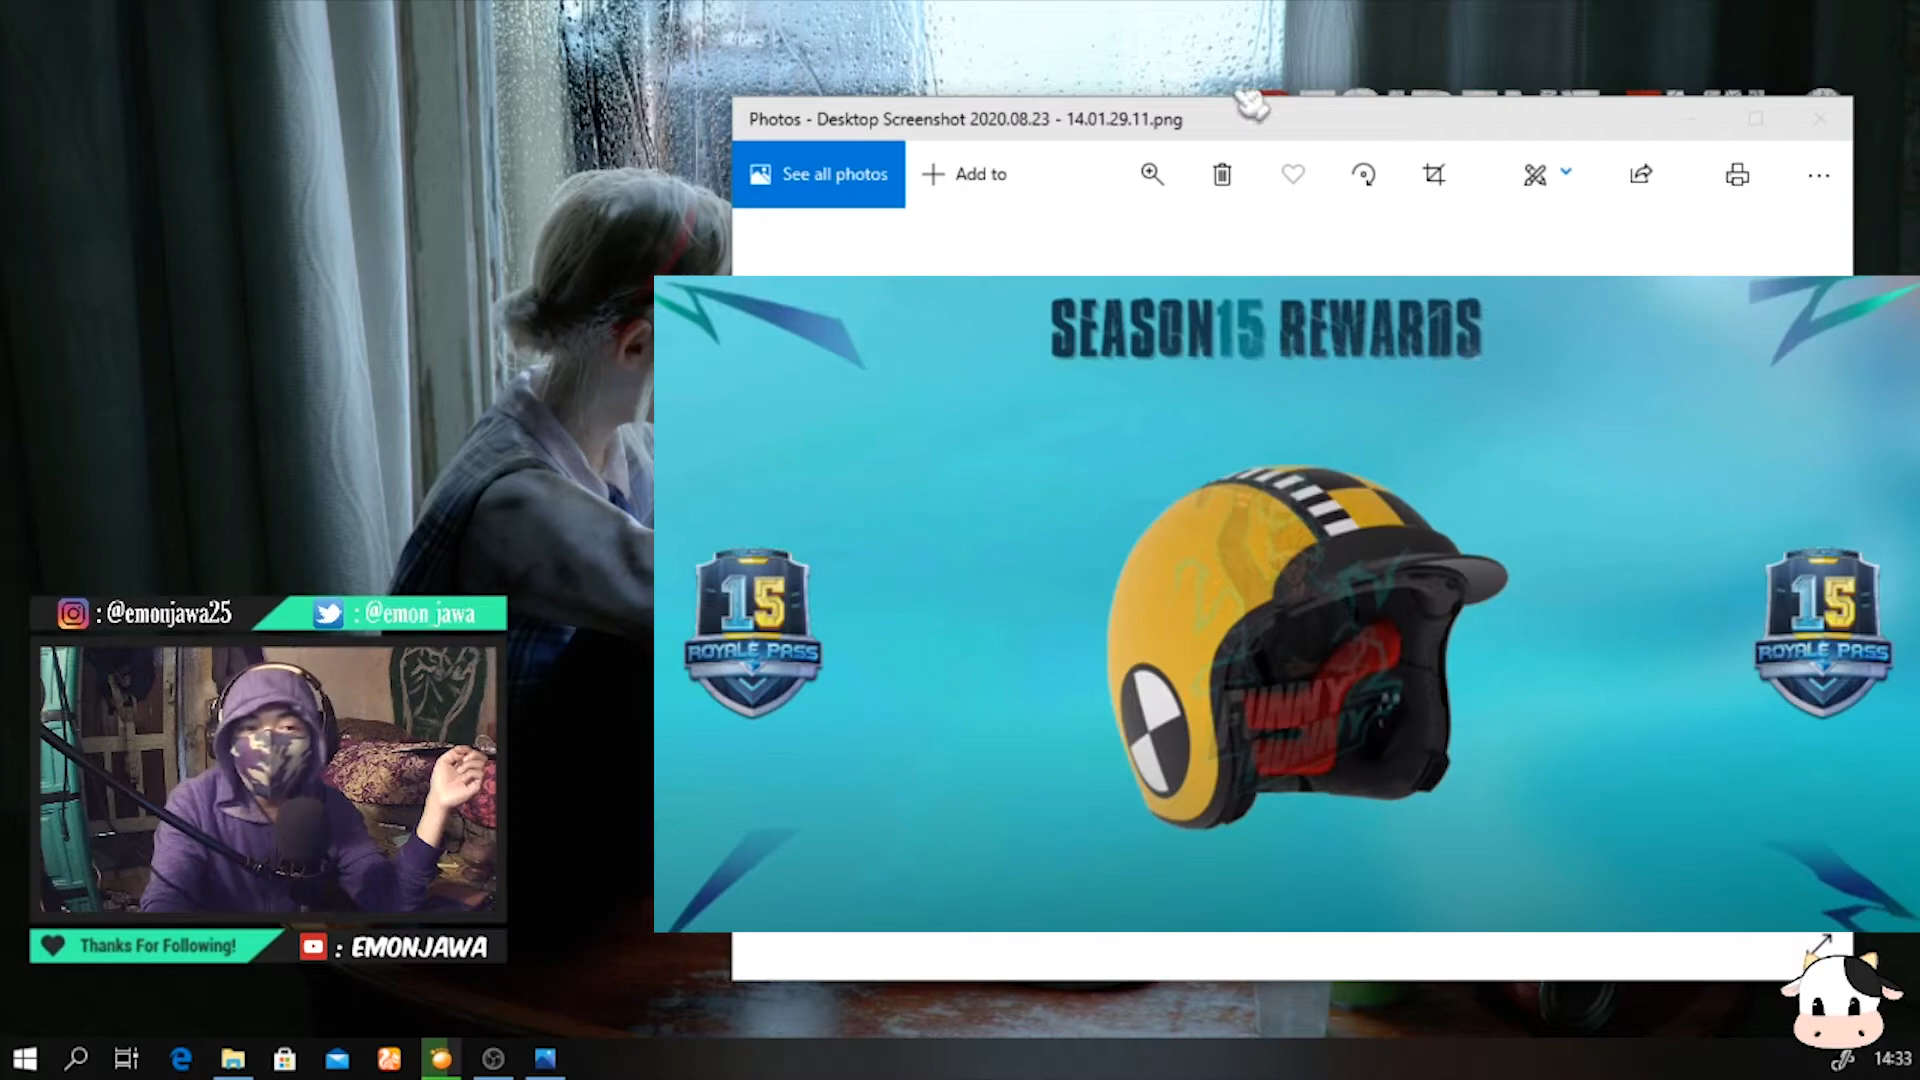 Photos - Desktop Screenshot 2020.08.23 - 14.01.29.11.png
See all photos
Add to
SEASON15 REWARDS
15
ROYALE PASS
15
ROYALE PASS
: @emonjawa25
: @emon jawa
Thanks For Following!
: EMONJAWA
14:33